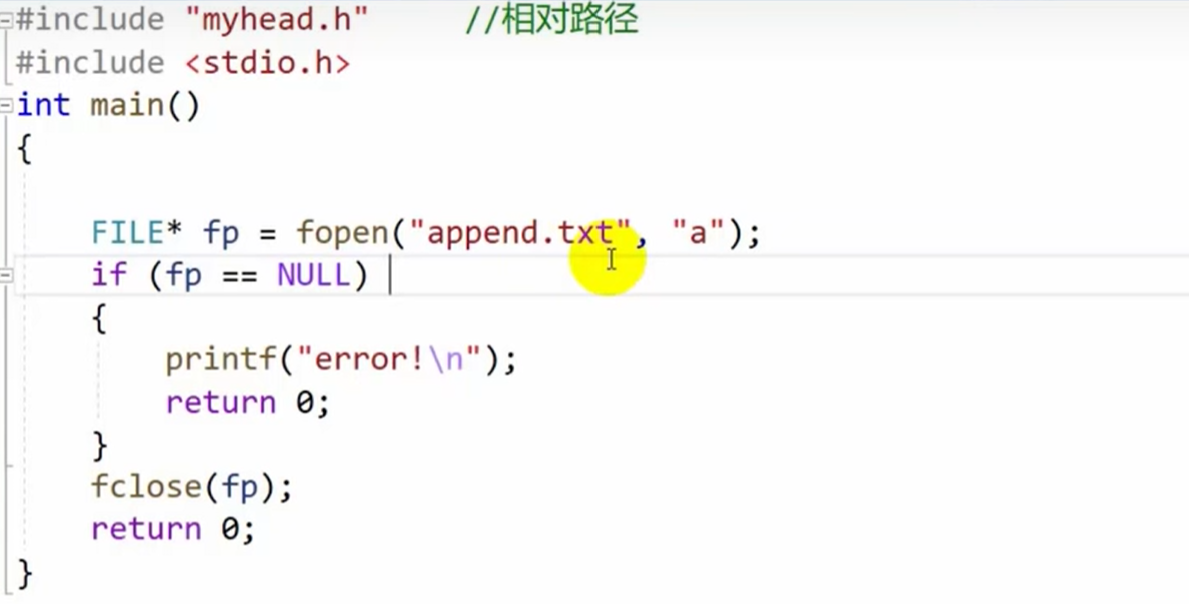 #include "myhead.h"    //相对路径
#include <stdio.h>
int main()
{
    FILE* fp = fopen("append.txt", "a");
    if (fp == NULL)
    {
        printf("error!\n");
        return 0;
    }
    fclose(fp);
    return 0;
}